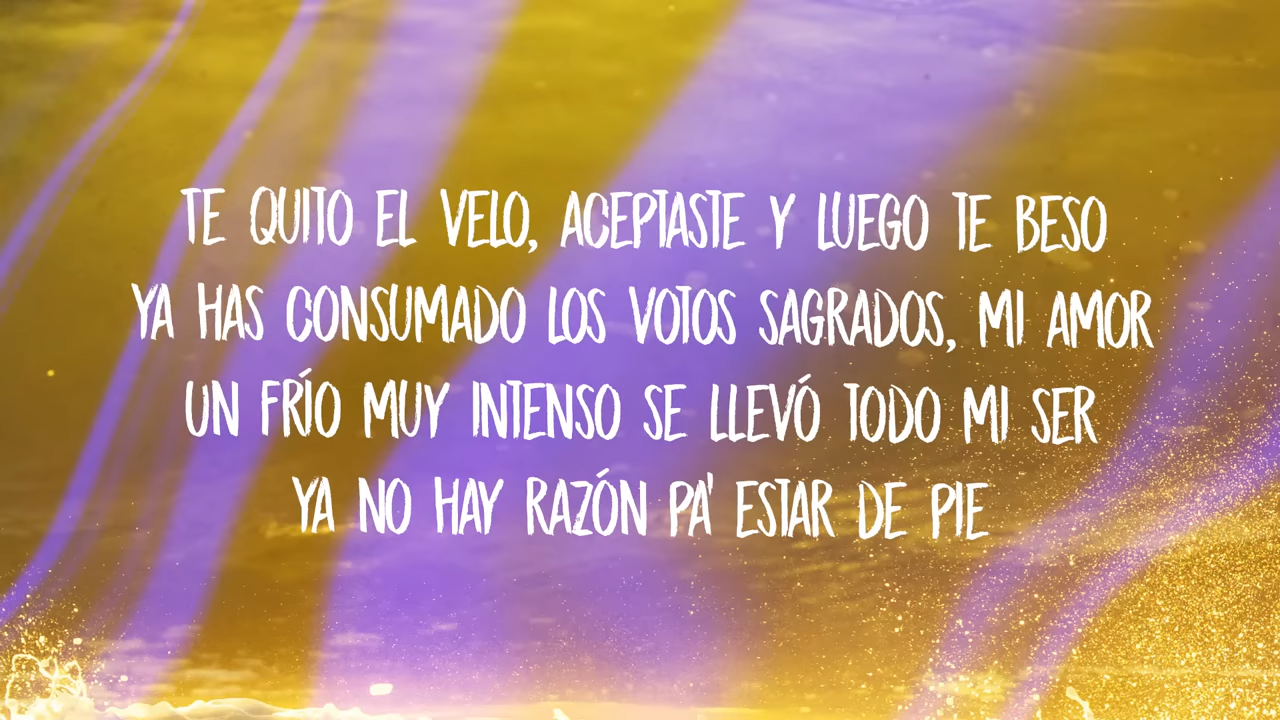 TE QUITO EL VELO, ACEPTASTE Y LUEGO TE BESO
YA HAS CONSUMADO LOS VOTOS SAGRADOS, MI AMOR
UN FRÍO MUY INTENSO SE LLEVÓ TODO MI SER
YA NO HAY RAZÓN PA' ESTAR DE PIE